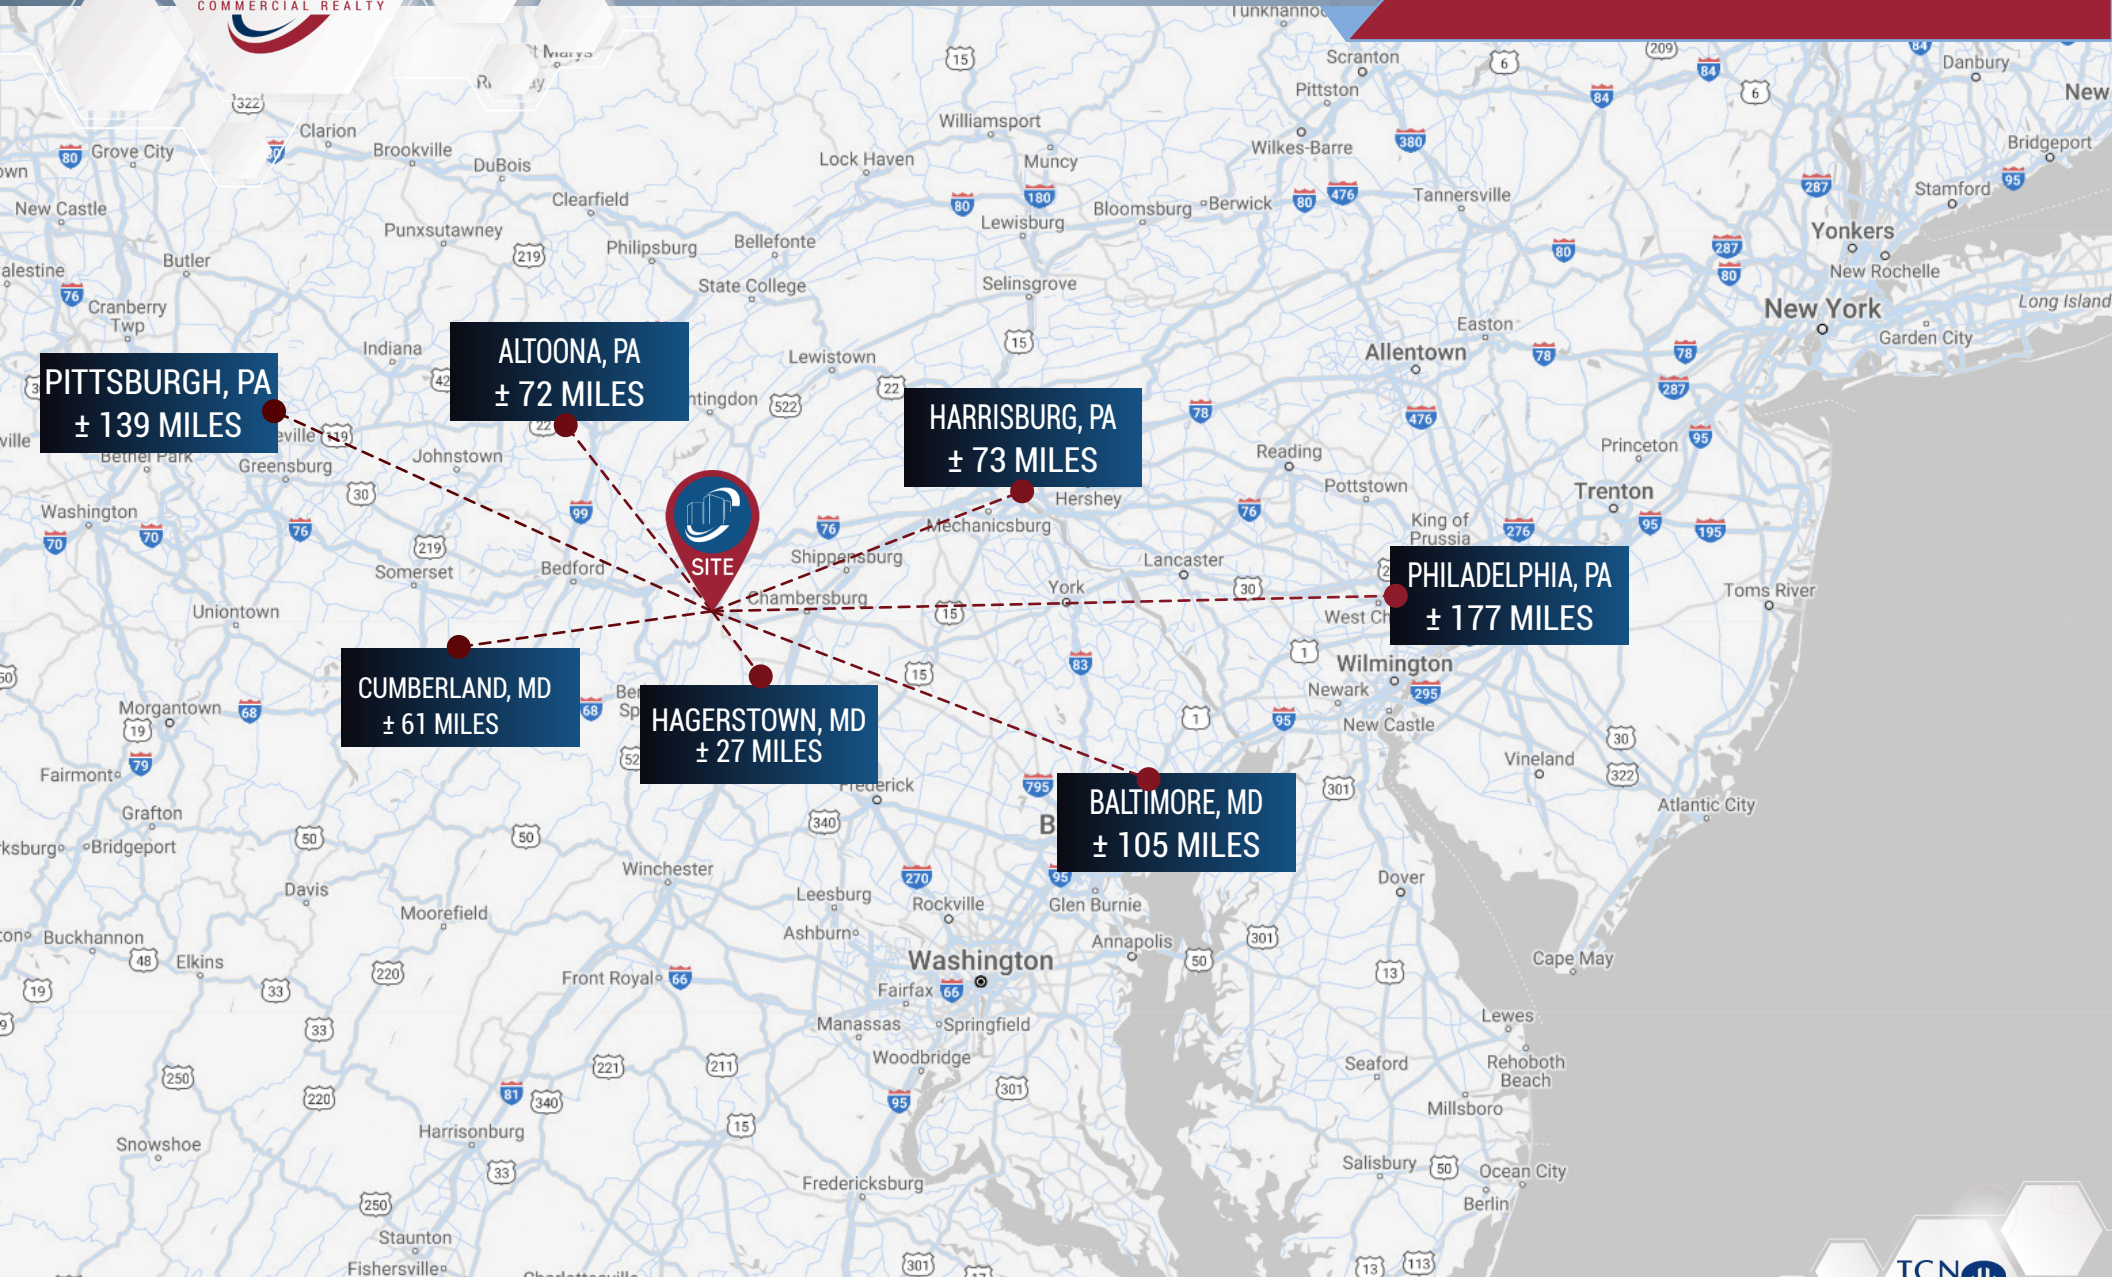 COMMERCIAL REALTY
Scranton
Danbury
Pittston
New
Clarion
Williamsport
Wilkes-Barre
Bridgeport
Grove City
Brookville
DuBois
Lock Haven
Muncy
New Castle
Clearfield
Lewisburg
Bloomsburg
Berwick
Tannersville
Stamford
Punxsutawney
Philipsburg
Bellefonte
Yonkers
Butler
State College
Selinsgrove
New Rochelle
Cranberry
Twp
New York
Long Island
Garden City
Indiana
Lewistown
Easton
Allentown
PITTSBURGH, PA
± 139 MILES
ALTOONA, PA
± 72 MILES
HARRISBURG, PA
± 73 MILES
Bethel Park
Greensburg
Johnstown
Reading
Princeton
Hershey
Pottstown
Trenton
Washington
SITE
Mechanicsburg
King of
Prussia
Somerset
Bedford
Shippensburg
Lancaster
PHILADELPHIA, PA
± 177 MILES
Uniontown
Chambersburg
York
Toms River
CUMBERLAND, MD
± 61 MILES
HAGERSTOWN, MD
± 27 MILES
Wilmington
Newark
New Castle
Morgantown
Fairmont
Frederick
BALTIMORE, MD
± 105 MILES
Vineland
Atlantic City
Grafton
Bridgeport
Winchester
Davis
Leesburg
Rockville
Glen Burnie
Dover
Moorefield
Ashburn
Annapolis
Buckhannon
Elkins
Front Royal
Washington
Fairfax
Cape May
Manassas
Springfield
Lewes
Woodbridge
Seaford
Rehoboth
Beach
Millsboro
Snowshoe
Harrisonburg
Salisbury
Ocean City
Fredericksburg
Berlin
Staunton
Fishersville
TCN